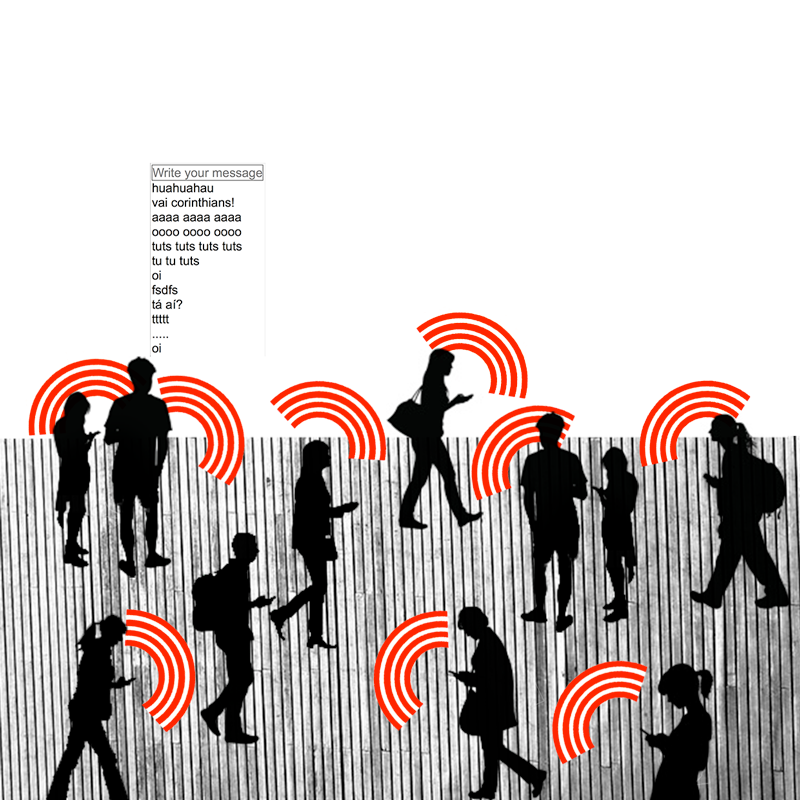 Write your message
huahuahau
vai corinthians!
aaaa aaaa aaaa
oooo oooo oooo
tuts tuts tuts tuts
tu tu tuts
oi
fsdfs
tá aí?
ttttt
.....
oi